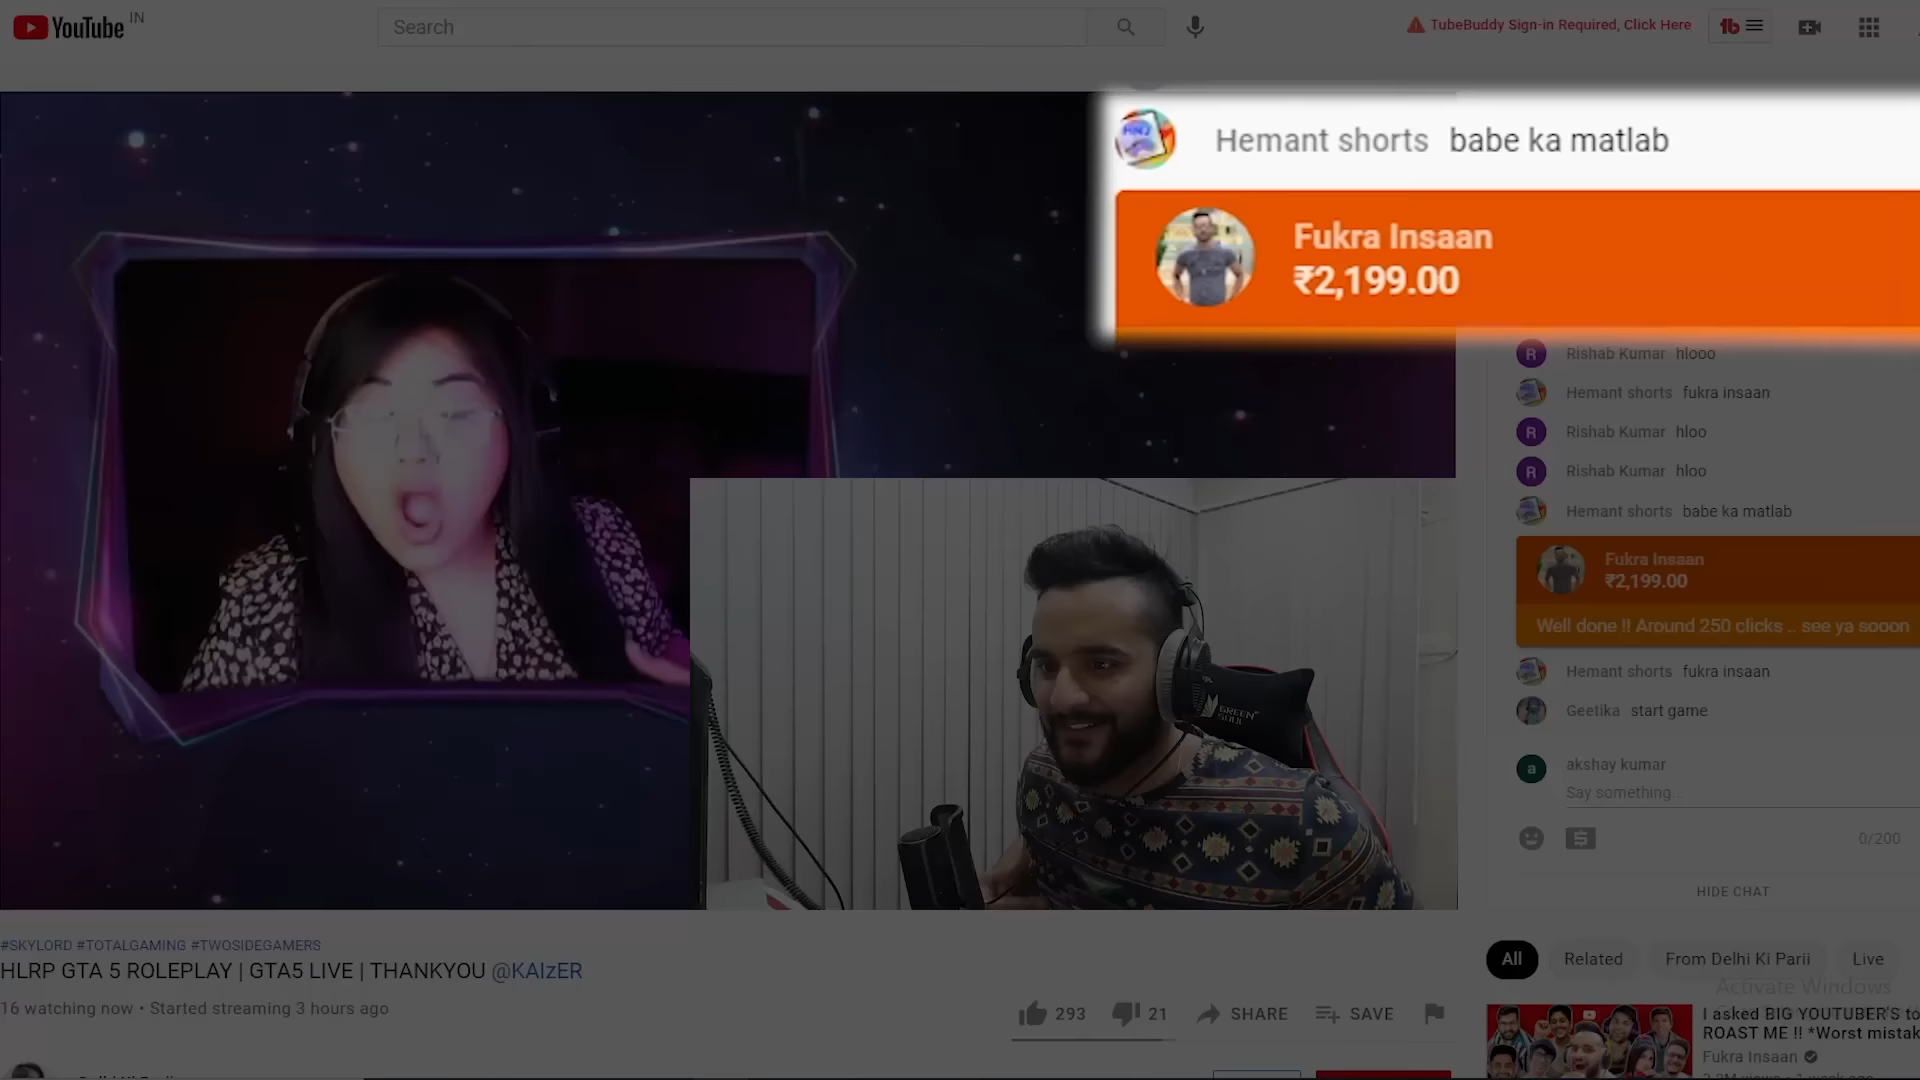 YouTube IN
Search
TubeBuddy Sign-in Required, Click Here
Hemant shorts babe ka matlab
Fukra Insaan
₹2,199.00
Rishab Kumar hlooo
Hemant shorts fukra insaan
Rishab Kumar hloo
Rishab Kumar hloo
Hemant shorts babe ka matlab
Fukra Insaan
₹2,199.00
Well done !! Around 250 clicks .. see ya sooon
Hemant shorts fukra insaan
Geetika start game
akshay kumar
Say something...
0/200
HIDE CHAT
GREEN SOUL
#SKYLORD #TOTALGAMING #TWOSIDEGAMERS
HLRP GTA 5 ROLEPLAY | GTA5 LIVE | THANKYOU @KAIzER
16 watching now • Started streaming 3 hours ago
293 21 SHARE SAVE
All Related From Delhi Ki Parii Live
Activate Windows
I asked BIG YOUTUBER'S to
ROAST ME !! *Worst mistak
Fukra Insaan